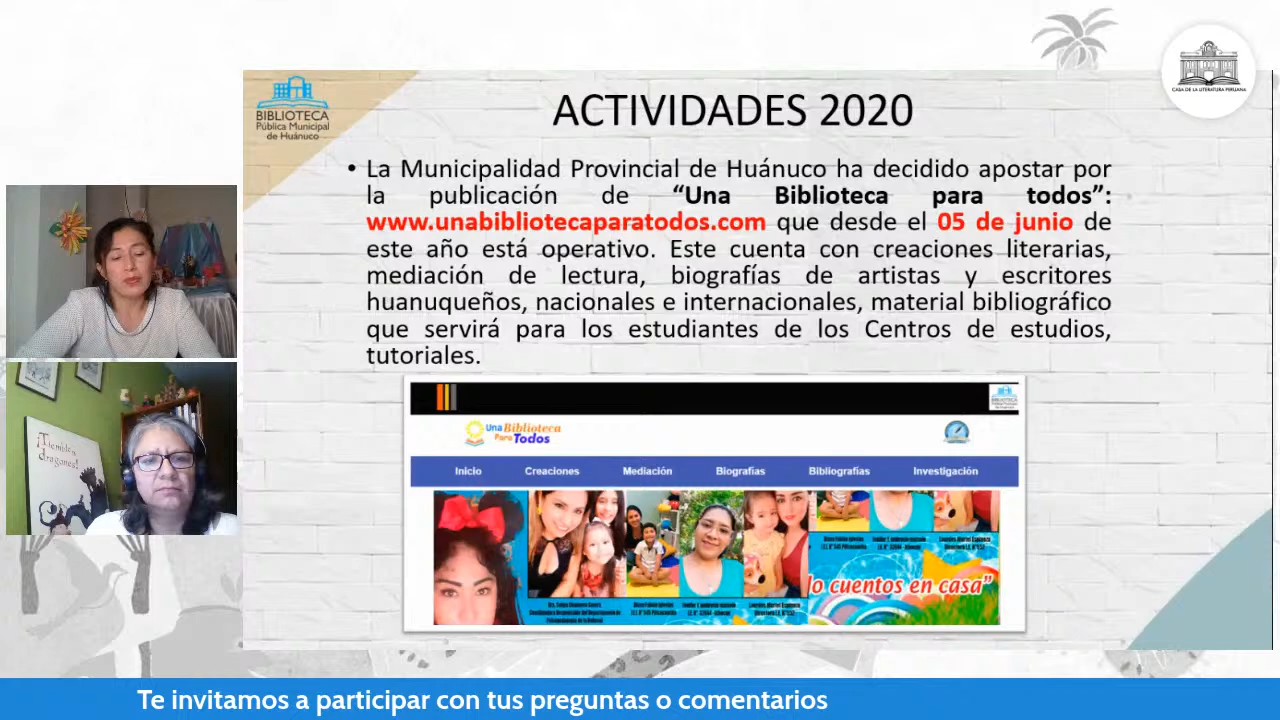 CASA DE LA LITERATURA PERUANA
BIBLIOTECA
Pública Municipal
de Huánuco
ACTIVIDADES 2020
• La Municipalidad Provincial de Huánuco ha decidido apostar por
la publicación de “Una Biblioteca para todos”:
www.unabibliotecaparatodos.com que desde el 05 de junio de
este año está operativo. Este cuenta con creaciones literarias,
mediación de lectura, biografías de artistas y escritores
huanuqueños, nacionales e internacionales, material bibliográfico
que servirá para los estudiantes de los Centros de estudios,
tutoriales.
BIBLIOTECA
Una Biblioteca
Para Todos
Inicio Creaciones Mediación Biografías Bibliografías Investigación
lo cuentos en casa”
¡Tiemblen
dragones!
Te invitamos a participar con tus preguntas o comentarios